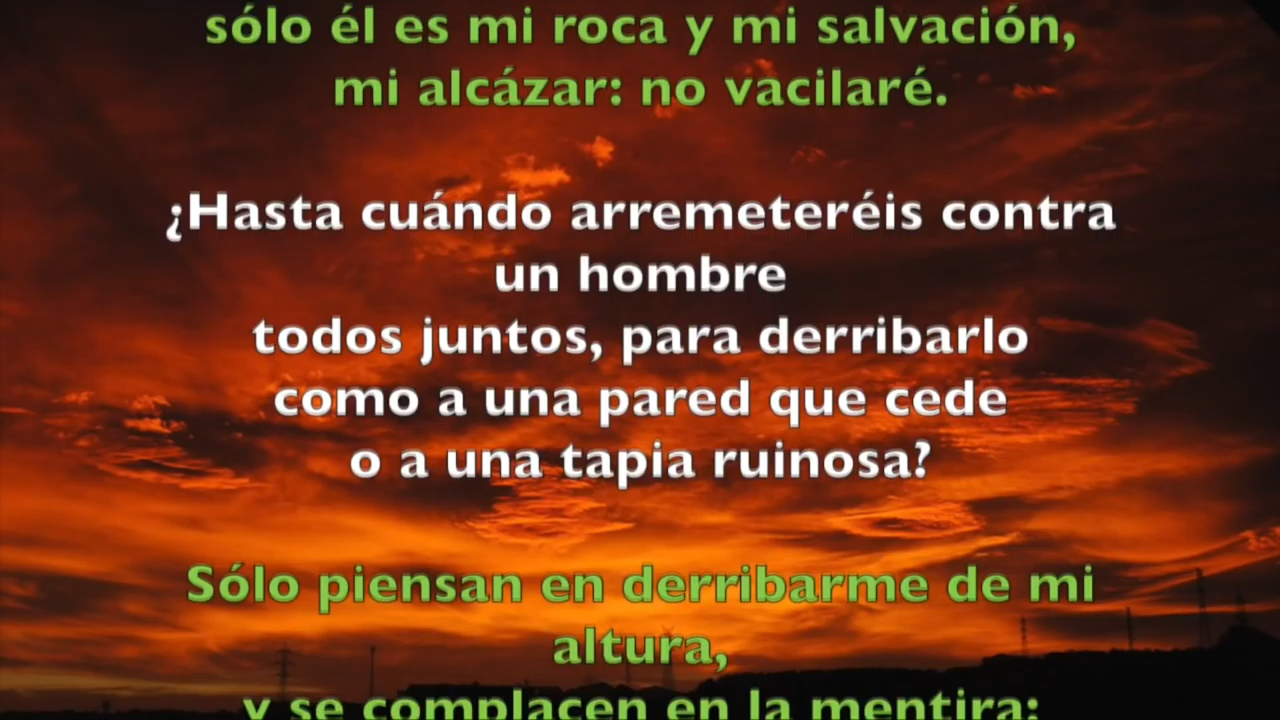 sólo él es mi roca y mi salvación,
mi alcázar: no vacilaré.
¿Hasta cuándo arremeteréis contra
un hombre
todos juntos, para derribarlo
como a una pared que cede
o a una tapia ruinosa?
Sólo piensan en derribarme de mi
altura,
y se complacen en la mentira: